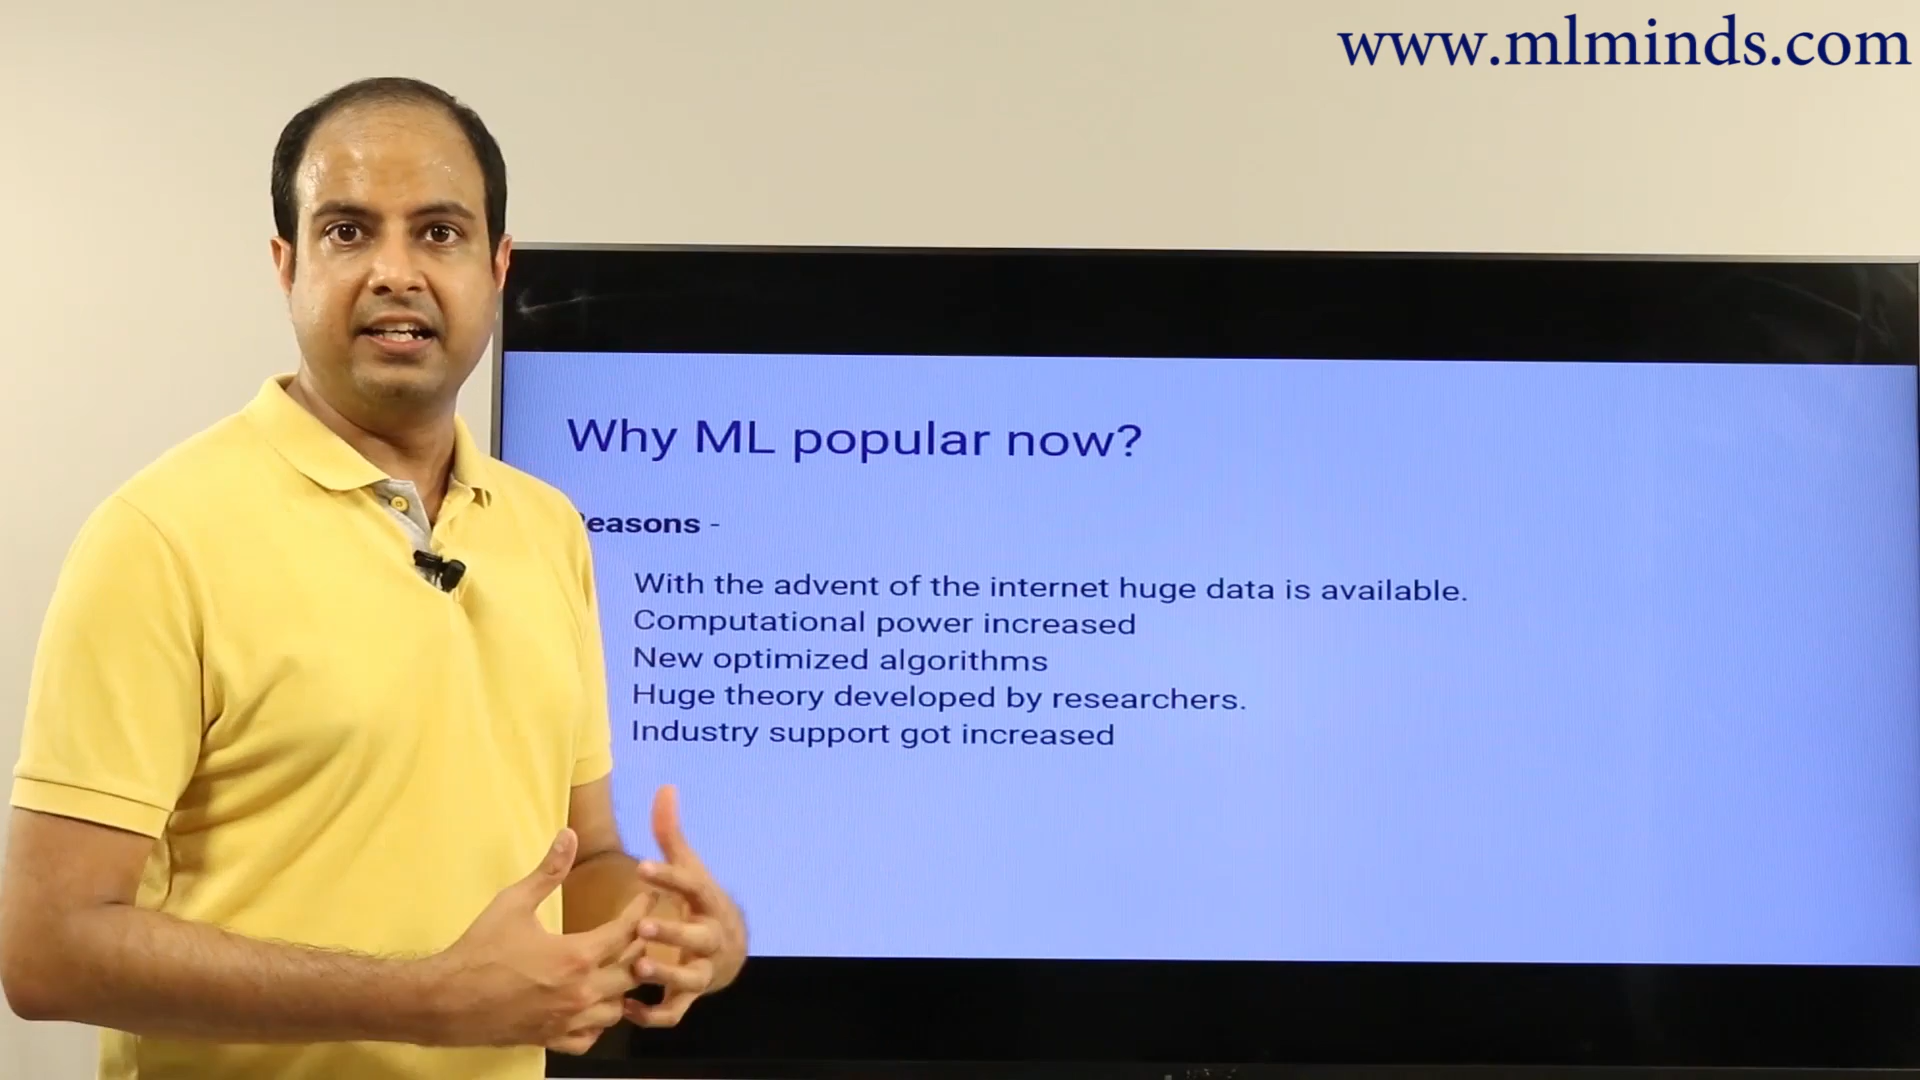 www.mlminds.com
Why ML popular now?
easons -
With the advent of the internet huge data is available.
Computational power increased
New optimized algorithms
Huge theory developed by researchers.
Industry support got increased